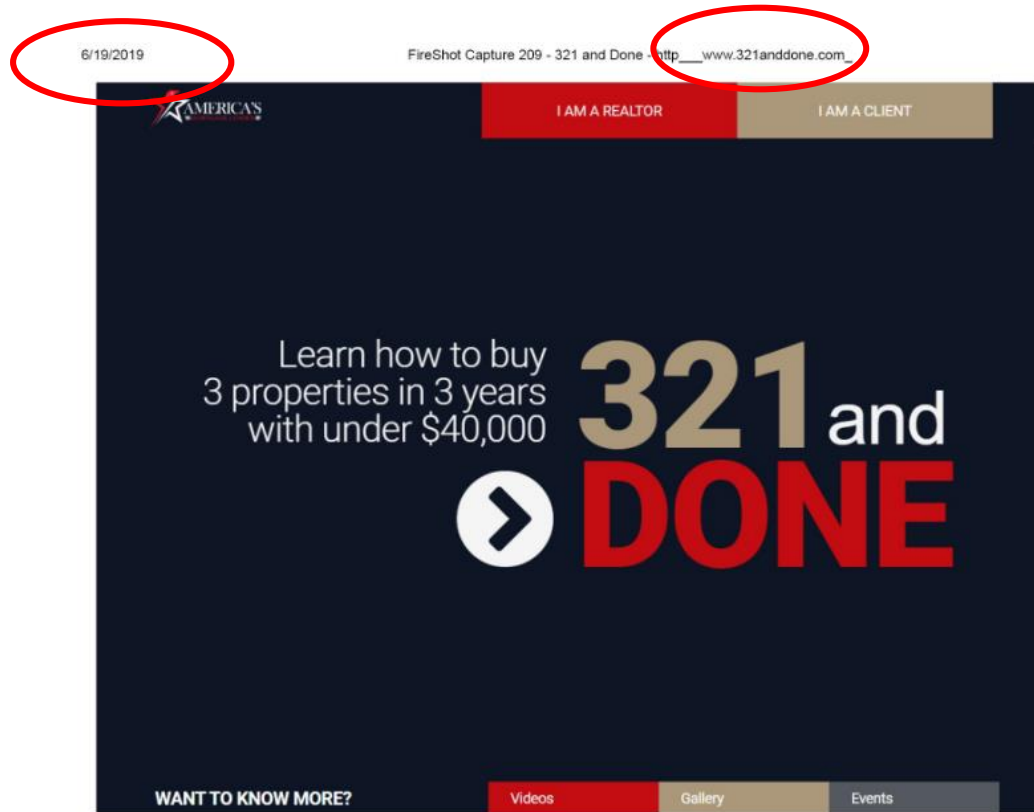 6/19/2019 FireShot Capture 209 - 321 and Done - http___www.321anddone.com_
AMERICA'S
I AM A REALTOR
I AM A CLIENT
Learn how to buy
3 properties in 3 years
with under $40,000
321 and
DONE
WANT TO KNOW MORE?
Videos
Gallery
Events